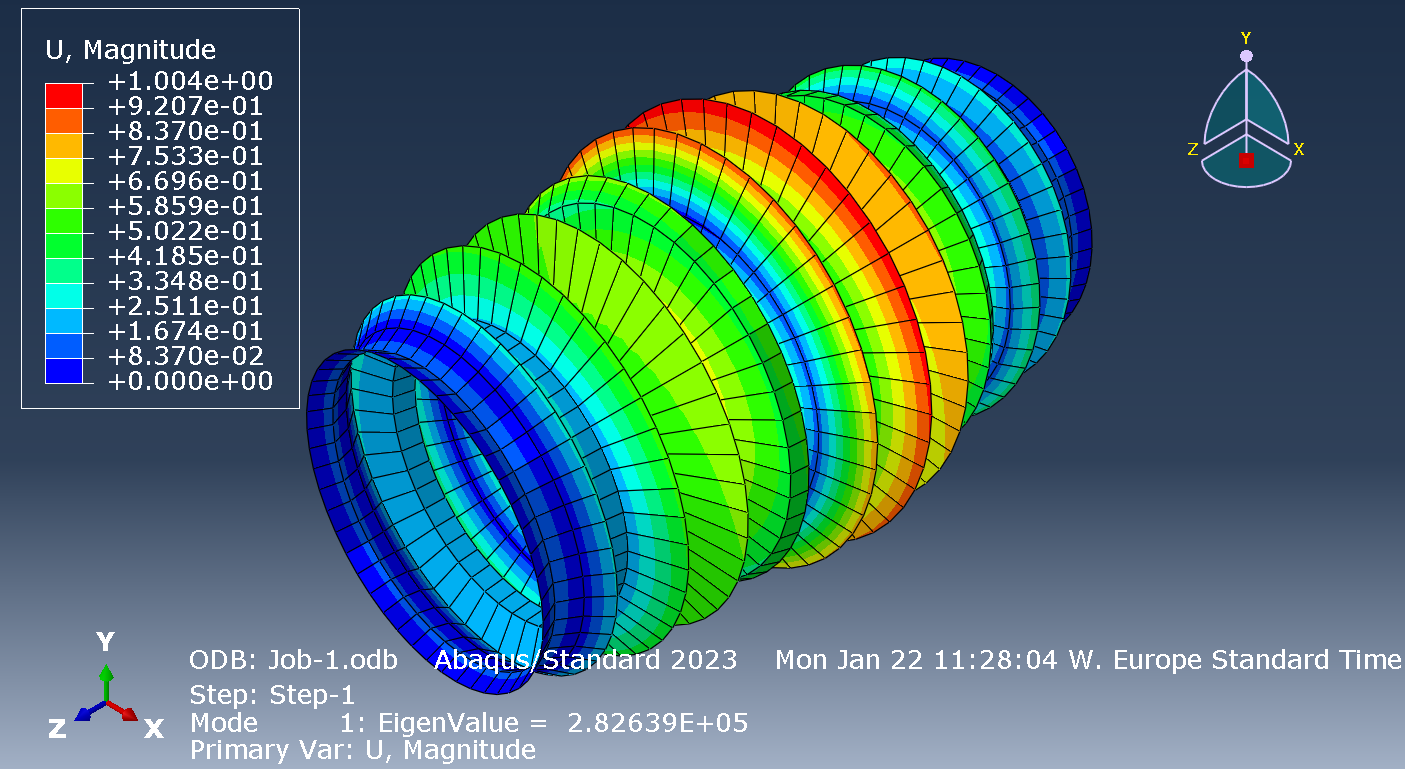 U, Magnitude
+1.004e+00
+9.207e-01
+8.370e-01
+7.533e-01
+6.696e-01
+5.859e-01
+5.022e-01
+4.185e-01
+3.348e-01
+2.511e-01
+1.674e-01
+8.370e-02
+0.000e+00
Y
Z
X
Y
Z
X
ODB: Job-1.odb Abaqus/Standard 2023 Mon Jan 22 11:28:04 W. Europe Standard Time
Step: Step-1
Mode 1: EigenValue = 2.82639E+05
Primary Var: U, Magnitude